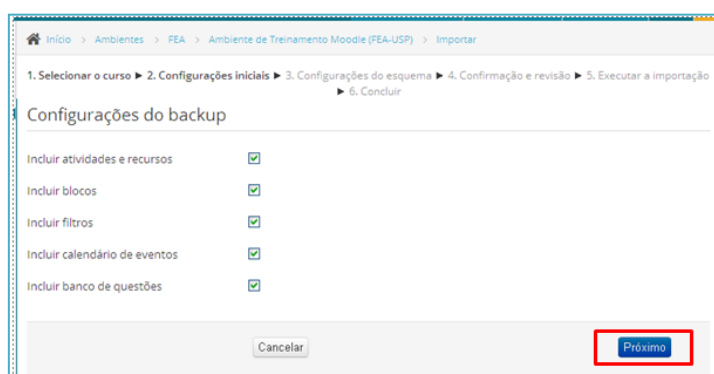 Início > Ambientes > FEA > Ambiente de Treinamento Moodle (FEA-USP) > Importar
1. Selecionar o curso ► 2. Configurações iniciais ► 3. Configurações do esquema ► 4. Confirmação e revisão ► 5. Executar a importação
► 6. Concluir
Configurações do backup
Incluir atividades e recursos
Incluir blocos
Incluir filtros
Incluir calendário de eventos
Incluir banco de questões
Cancelar
Próximo